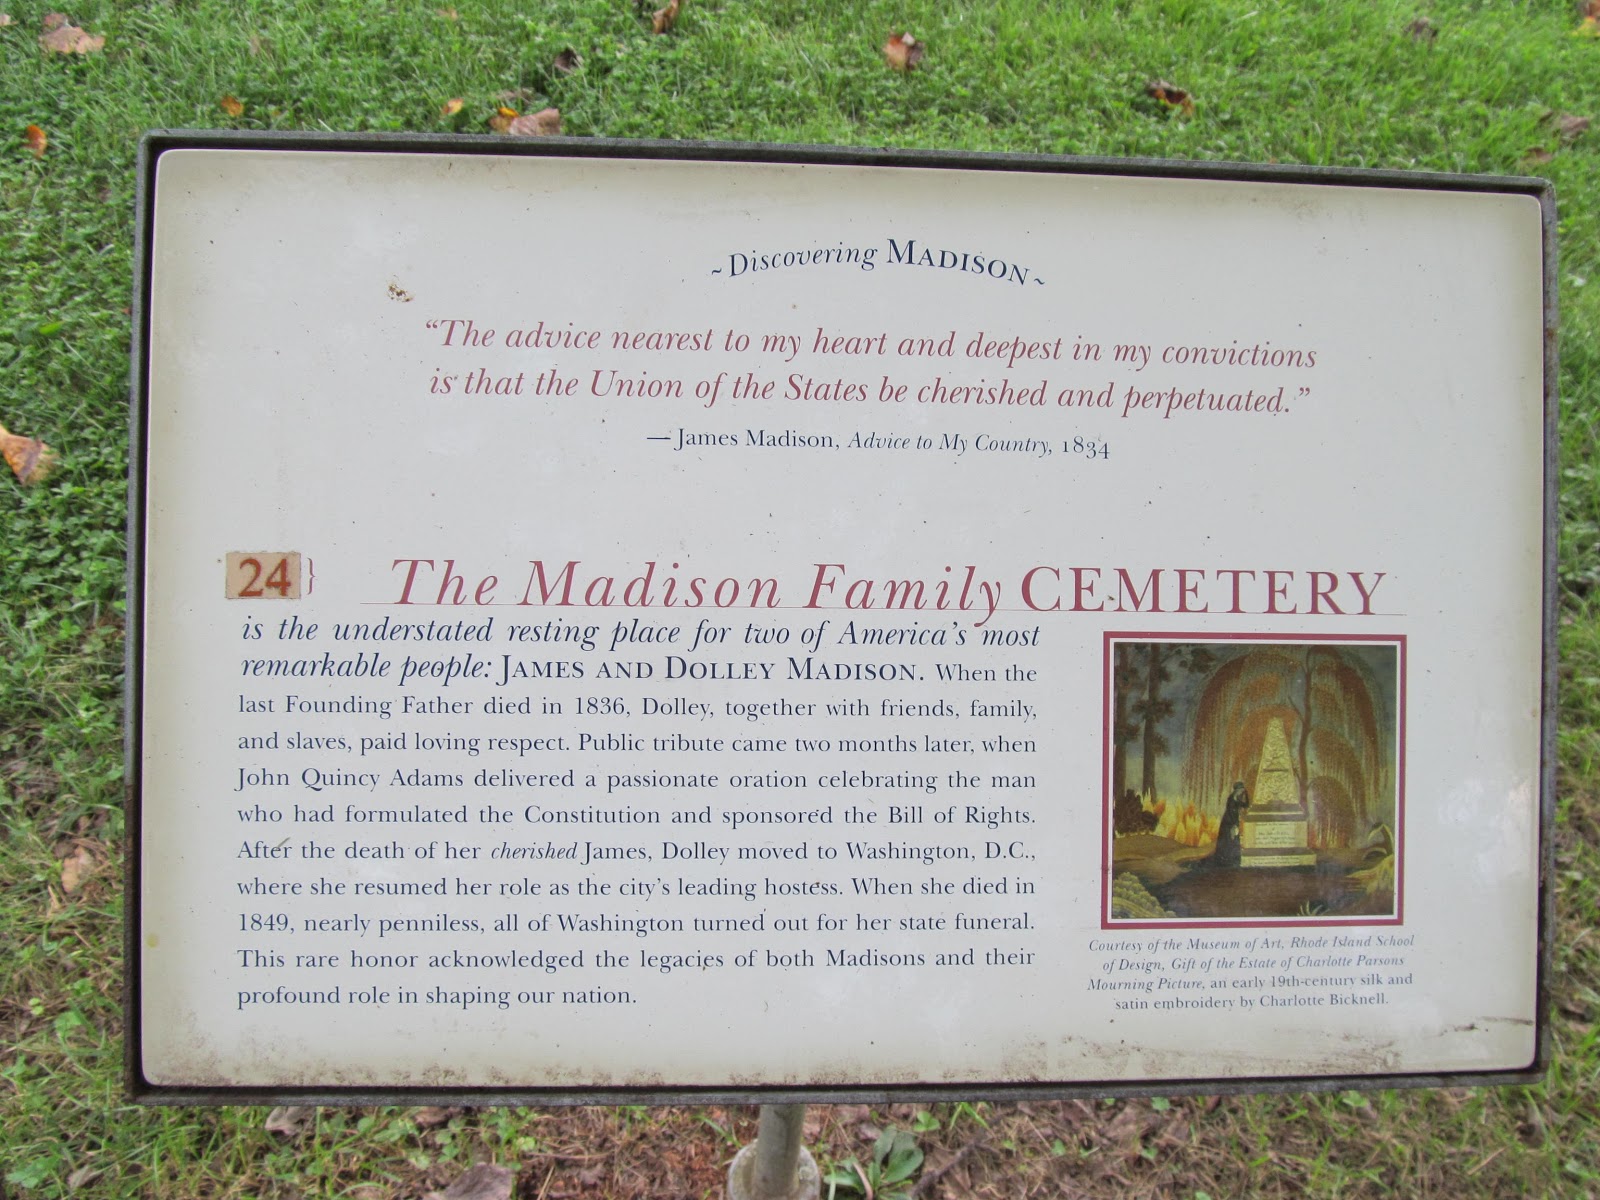 ~Discovering MADISON~
“The advice nearest to my heart and deepest in my convictions
is that the Union of the States be cherished and perpetuated.”
— James Madison, Advice to My Country, 1834
24} The Madison Family CEMETERY
is the understated resting place for two of America’s most
remarkable people: JAMES AND DOLLEY MADISON. When the
last Founding Father died in 1836, Dolley, together with friends, family,
and slaves, paid loving respect. Public tribute came two months later, when
John Quincy Adams delivered a passionate oration celebrating the man
who had formulated the Constitution and sponsored the Bill of Rights.
After the death of her cherished James, Dolley moved to Washington, D.C.,
where she resumed her role as the city’s leading hostess. When she died in
1849, nearly penniless, all of Washington turned out for her state funeral.
This rare honor acknowledged the legacies of both Madisons and their
profound role in shaping our nation.
Courtesy of the Museum of Art, Rhode Island School
of Design, Gift of the Estate of Charlotte Parsons
Mourning Picture, an early 19th-century silk and
satin embroidery by Charlotte Bicknell.